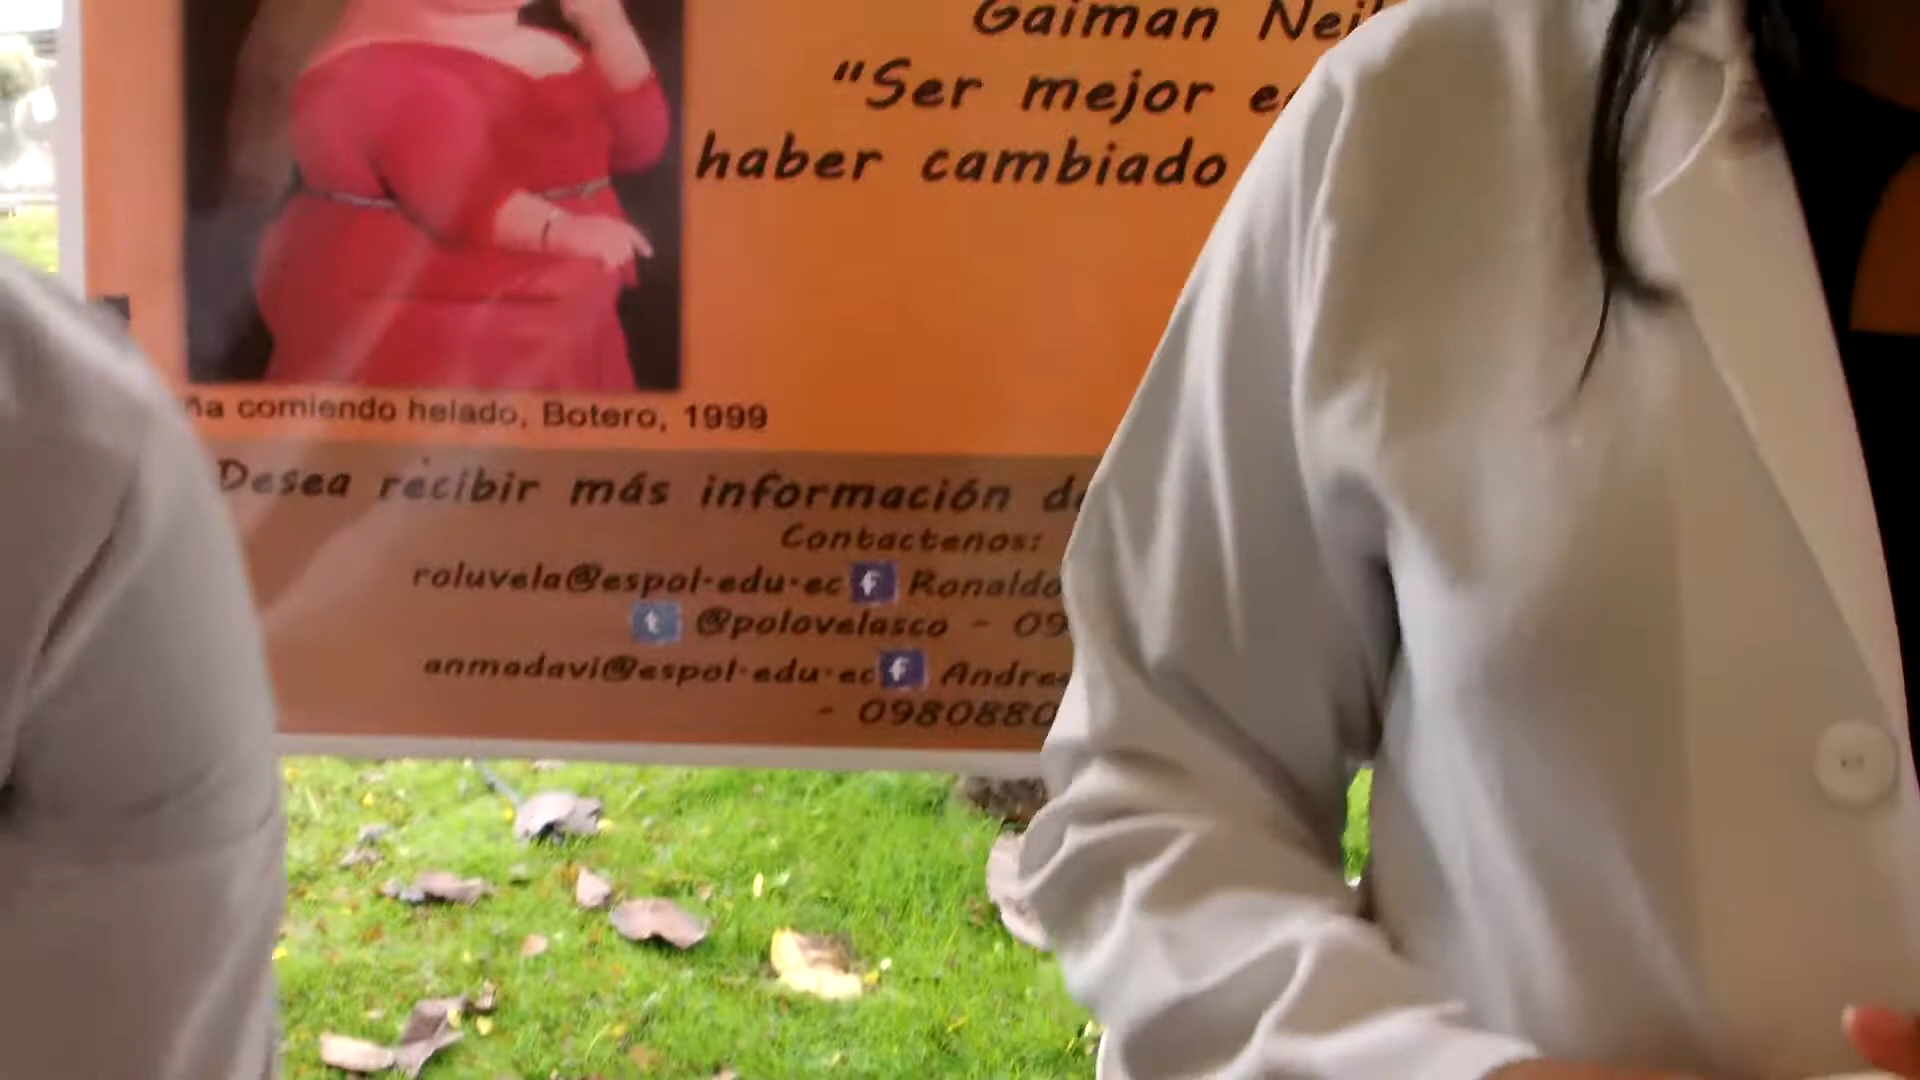 Gaiman Neil
"Ser mejor
haber cambiado
comiendo helado, Botero, 1999
Desea recibir más información
Contactenos:
roluvela@espol.edu.ec f Ronaldo
t @polovelasco - 09
anmadavi@espol.edu.ec f Andre
- 0980880